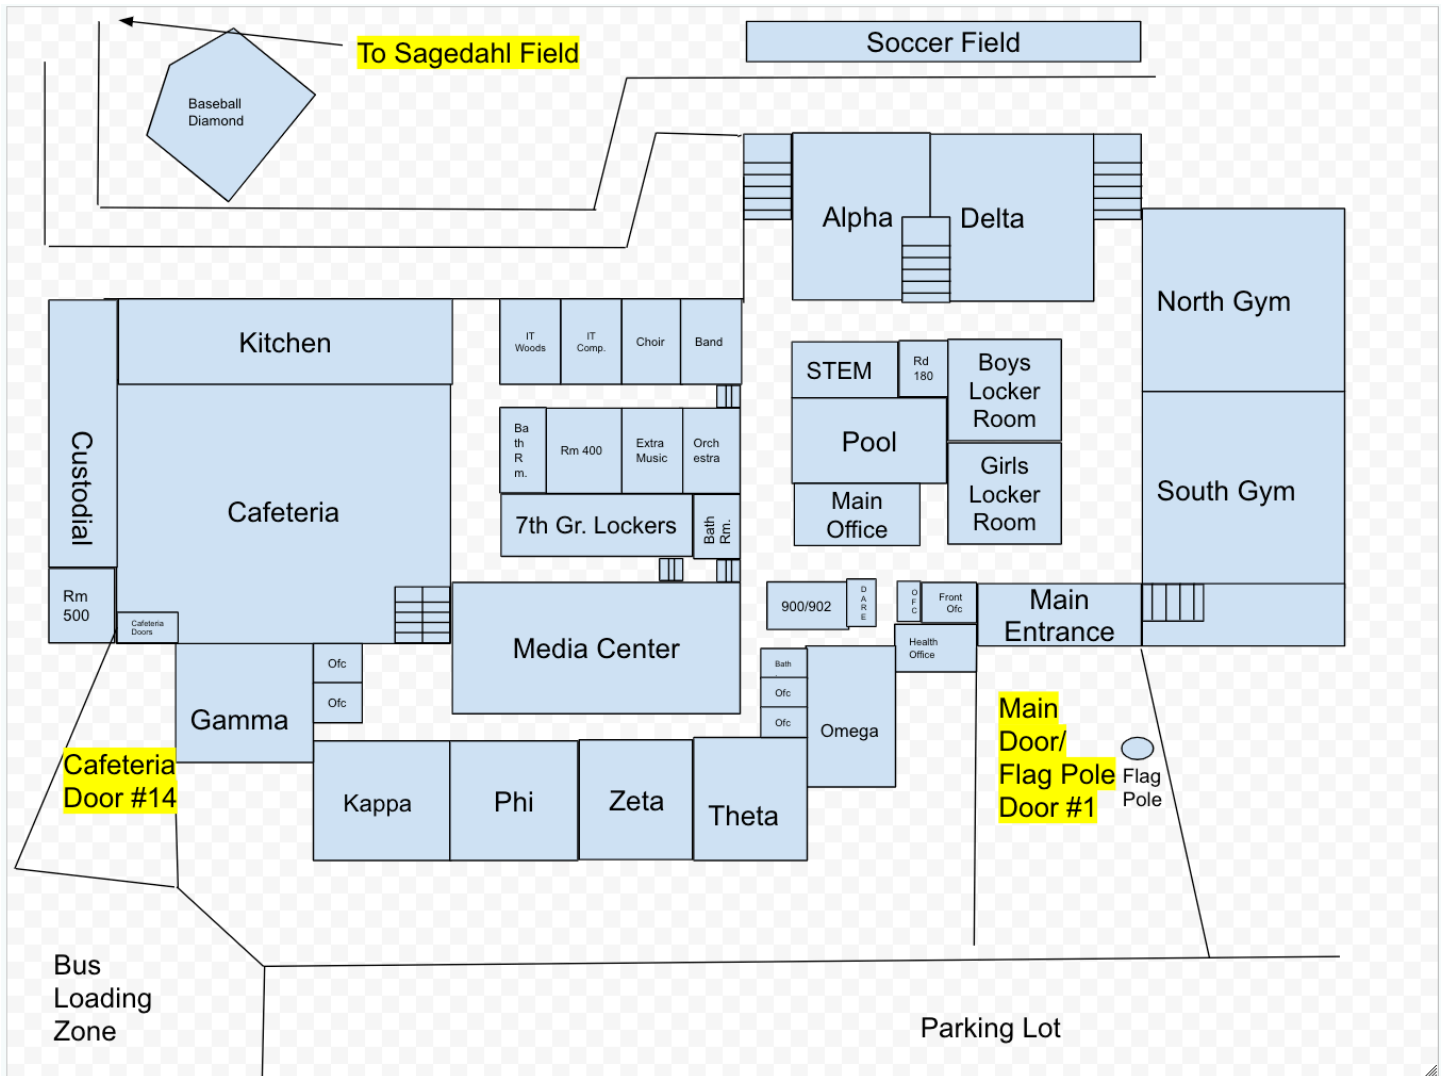 To Sagedahl Field
Soccer Field
Baseball
Diamond
Alpha
Delta
North Gym
Kitchen
IT
Woods
IT
Comp.
Choir
Band
STEM
Rd
180
Boys
Locker
Room
Custodial
Cafeteria
Ba
th
R
m.
Rm 400
Extra
Music
Orch
estra
Pool
Girls
Locker
Room
South Gym
7th Gr. Lockers
Bath
Rm.
Main
Office
Rm
500
Cafeteria
Doors
Media Center
900/902
D
A
R
E
O
F
C
Front
Ofc
Main
Entrance
Health
Office
Gamma
Ofc
Ofc
Bath
Ofc
Ofc
Omega
Kappa
Phi
Zeta
Theta
Cafeteria
Door #14
Main
Door/
Flag Pole
Door #1
Flag
Pole
Bus
Loading
Zone
Parking Lot